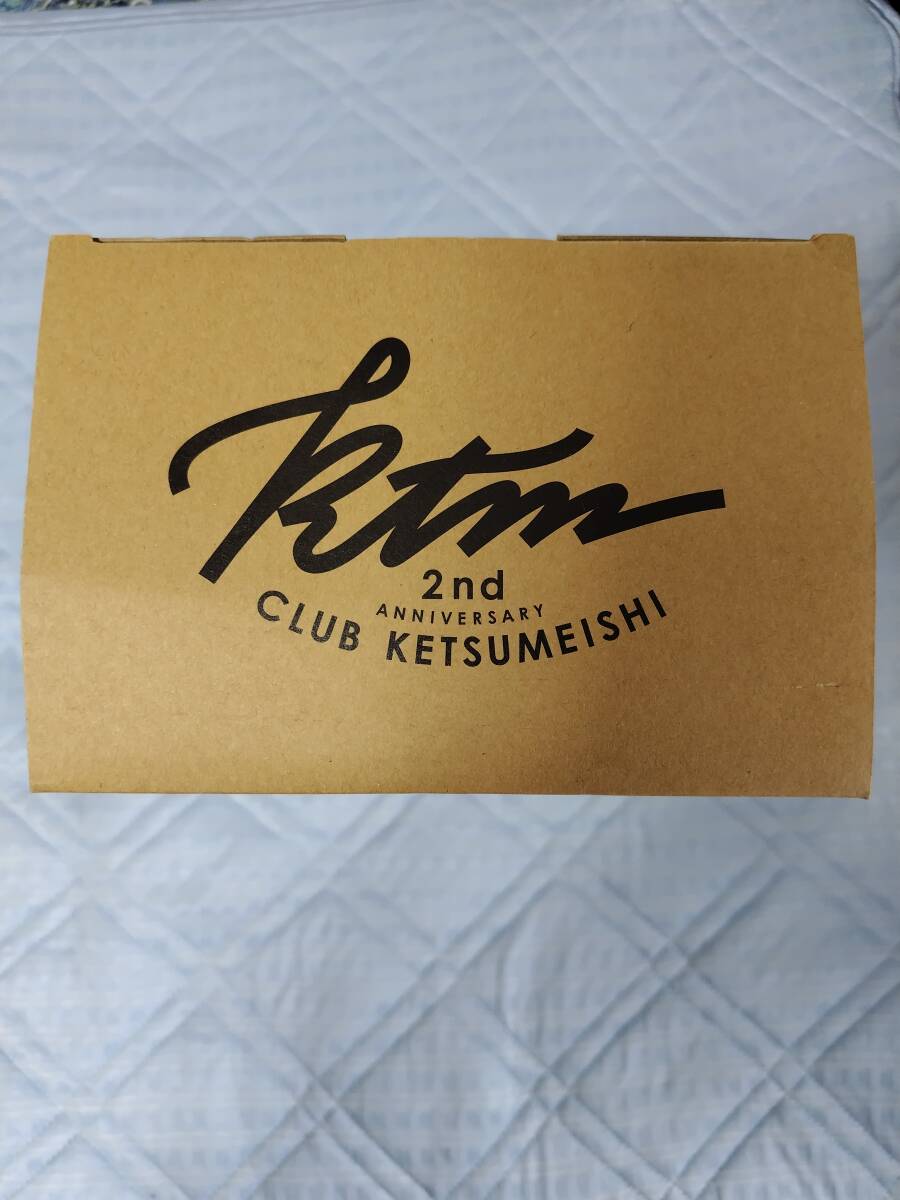 ktm
2nd
ANNIVERSARY
CLUB KETSUMEISHI